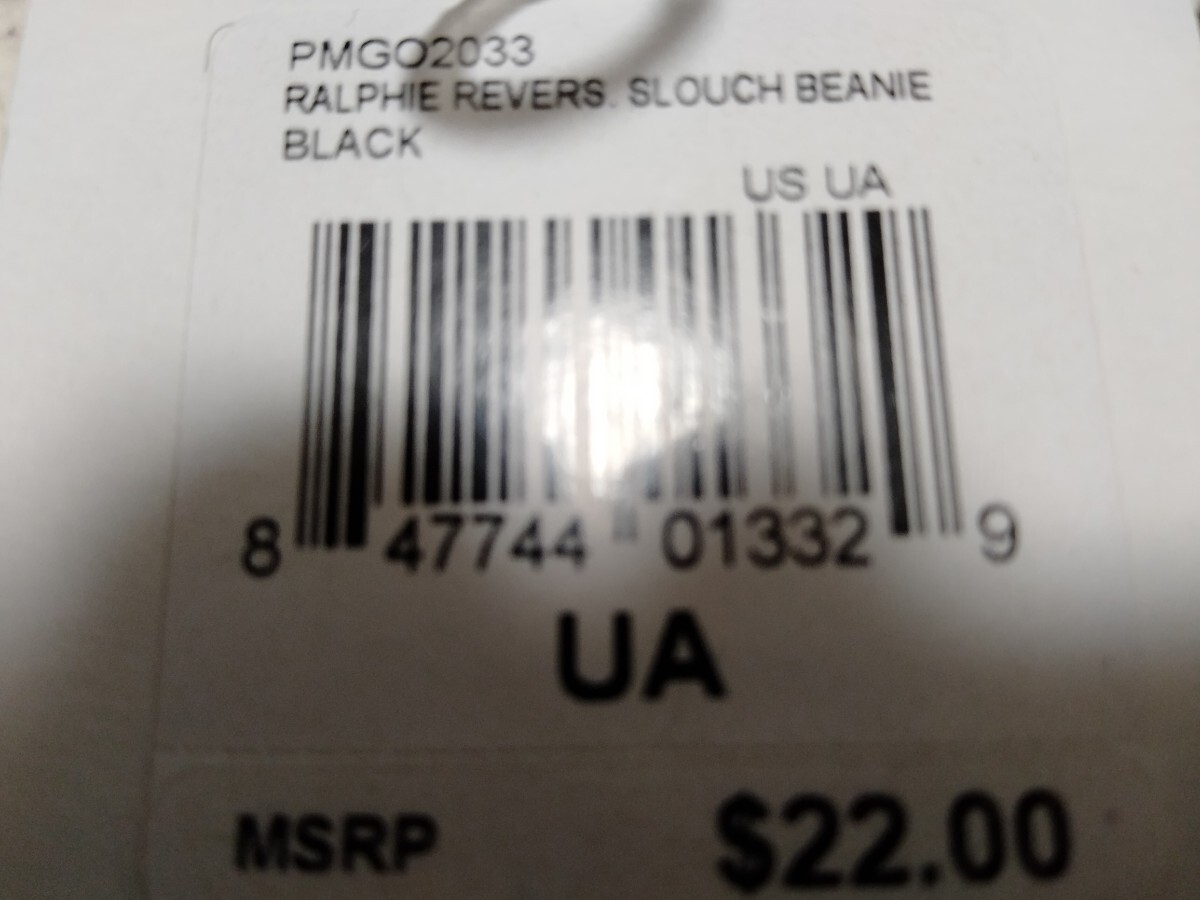 PMGO2033
RALPHIE REVERS. SLOUCH BEANIE
BLACK
US UA
8 47744 01332 9
UA
MSRP $22.00